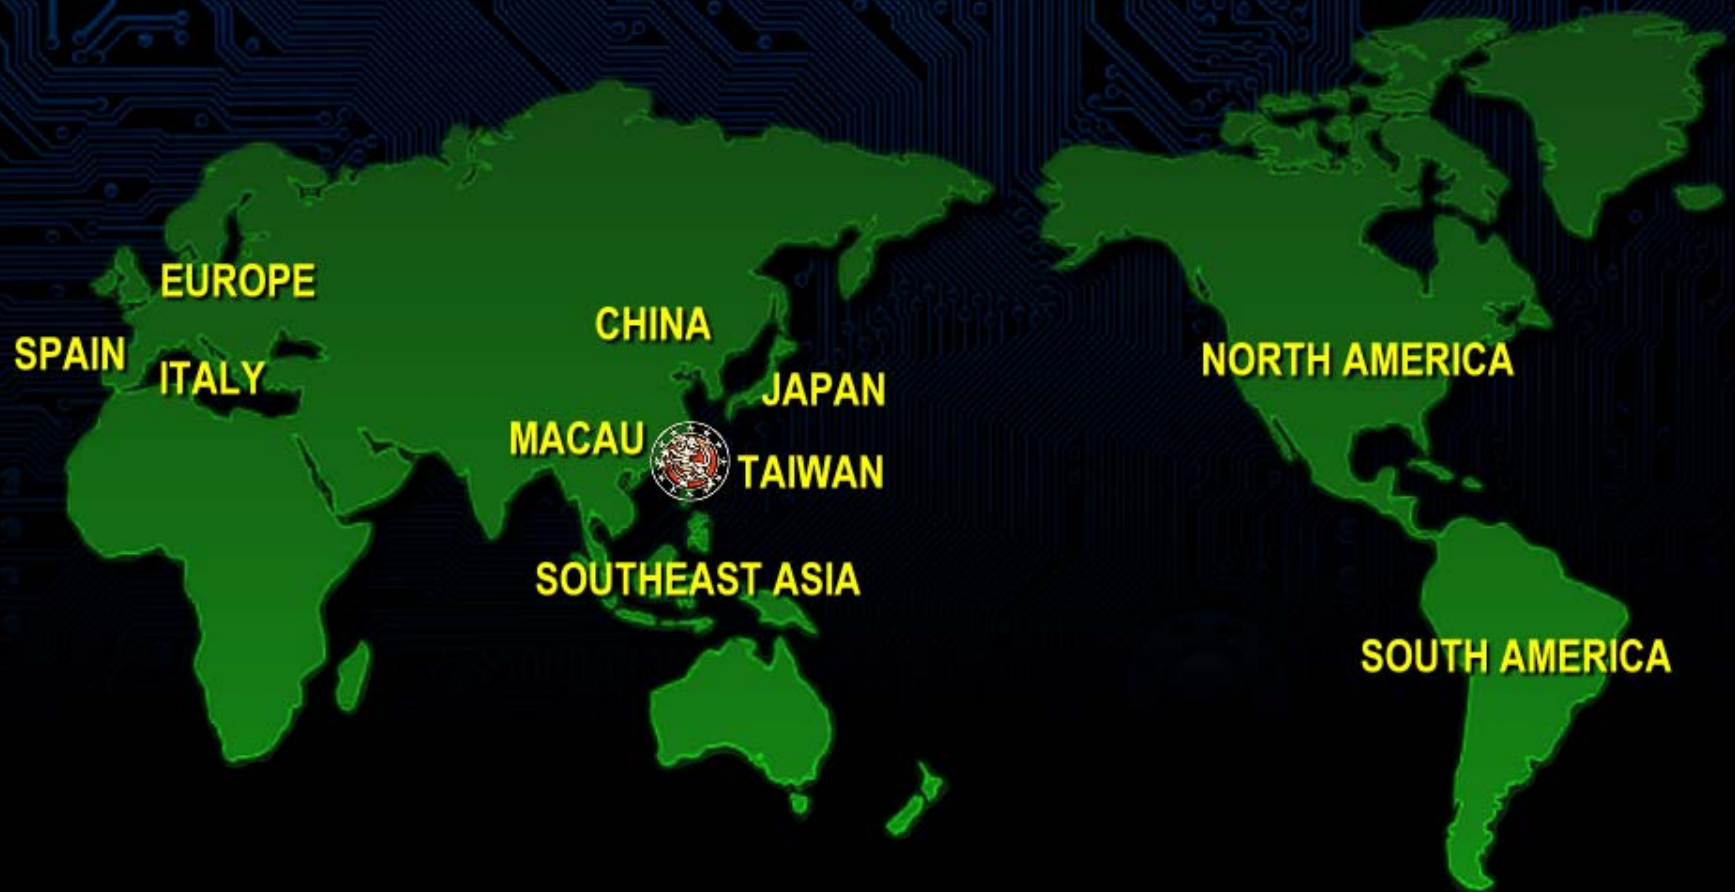 EUROPE
CHINA
SPAIN
ITALY
NORTH AMERICA
JAPAN
MACAU
TAIWAN
SOUTHEAST ASIA
SOUTH AMERICA